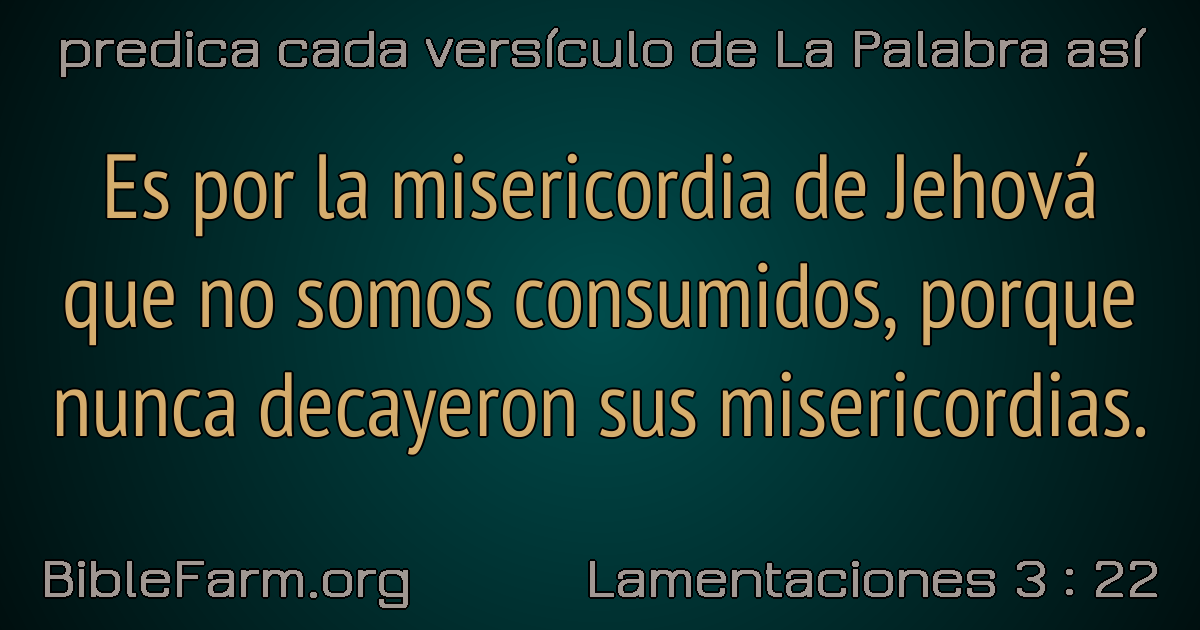 predica cada versículo de La Palabra así
Es por la misericordia de Jehová
que no somos consumidos, porque
nunca decayeron sus misericordias.
BibleFarm.org
Lamentaciones 3 : 22